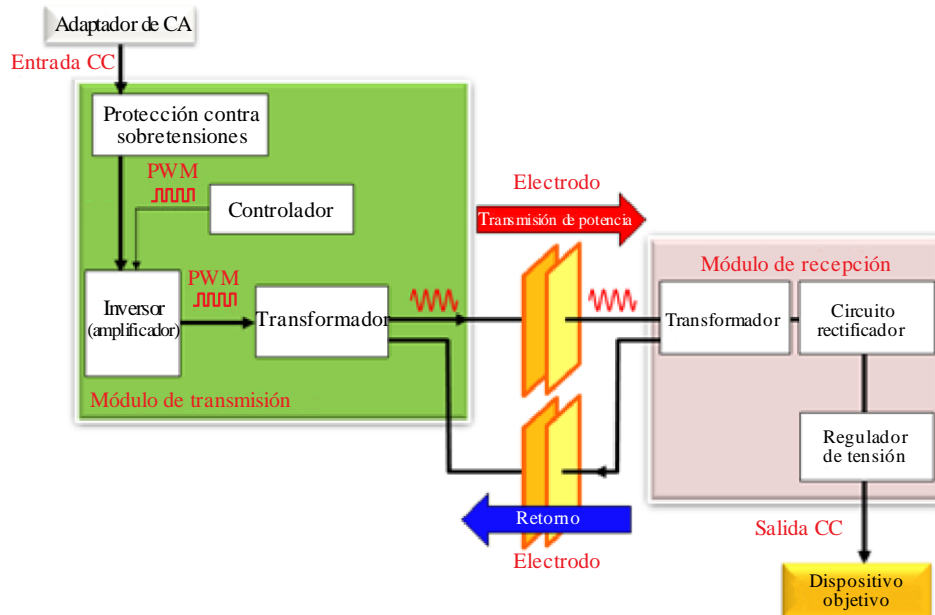 Adaptador de CA
Entrada CC
Protección contra
sobretensiones
PWM
Controlador
Electrodo
Transmisión de potencia
Módulo de recepción
PWM
Inversor
(amplificador)
Transformador
Transformador
Circuito
rectificador
Módulo de transmisión
Regulador
de tensión
Retorno
Salida CC
Electrodo
Dispositivo
objetivo